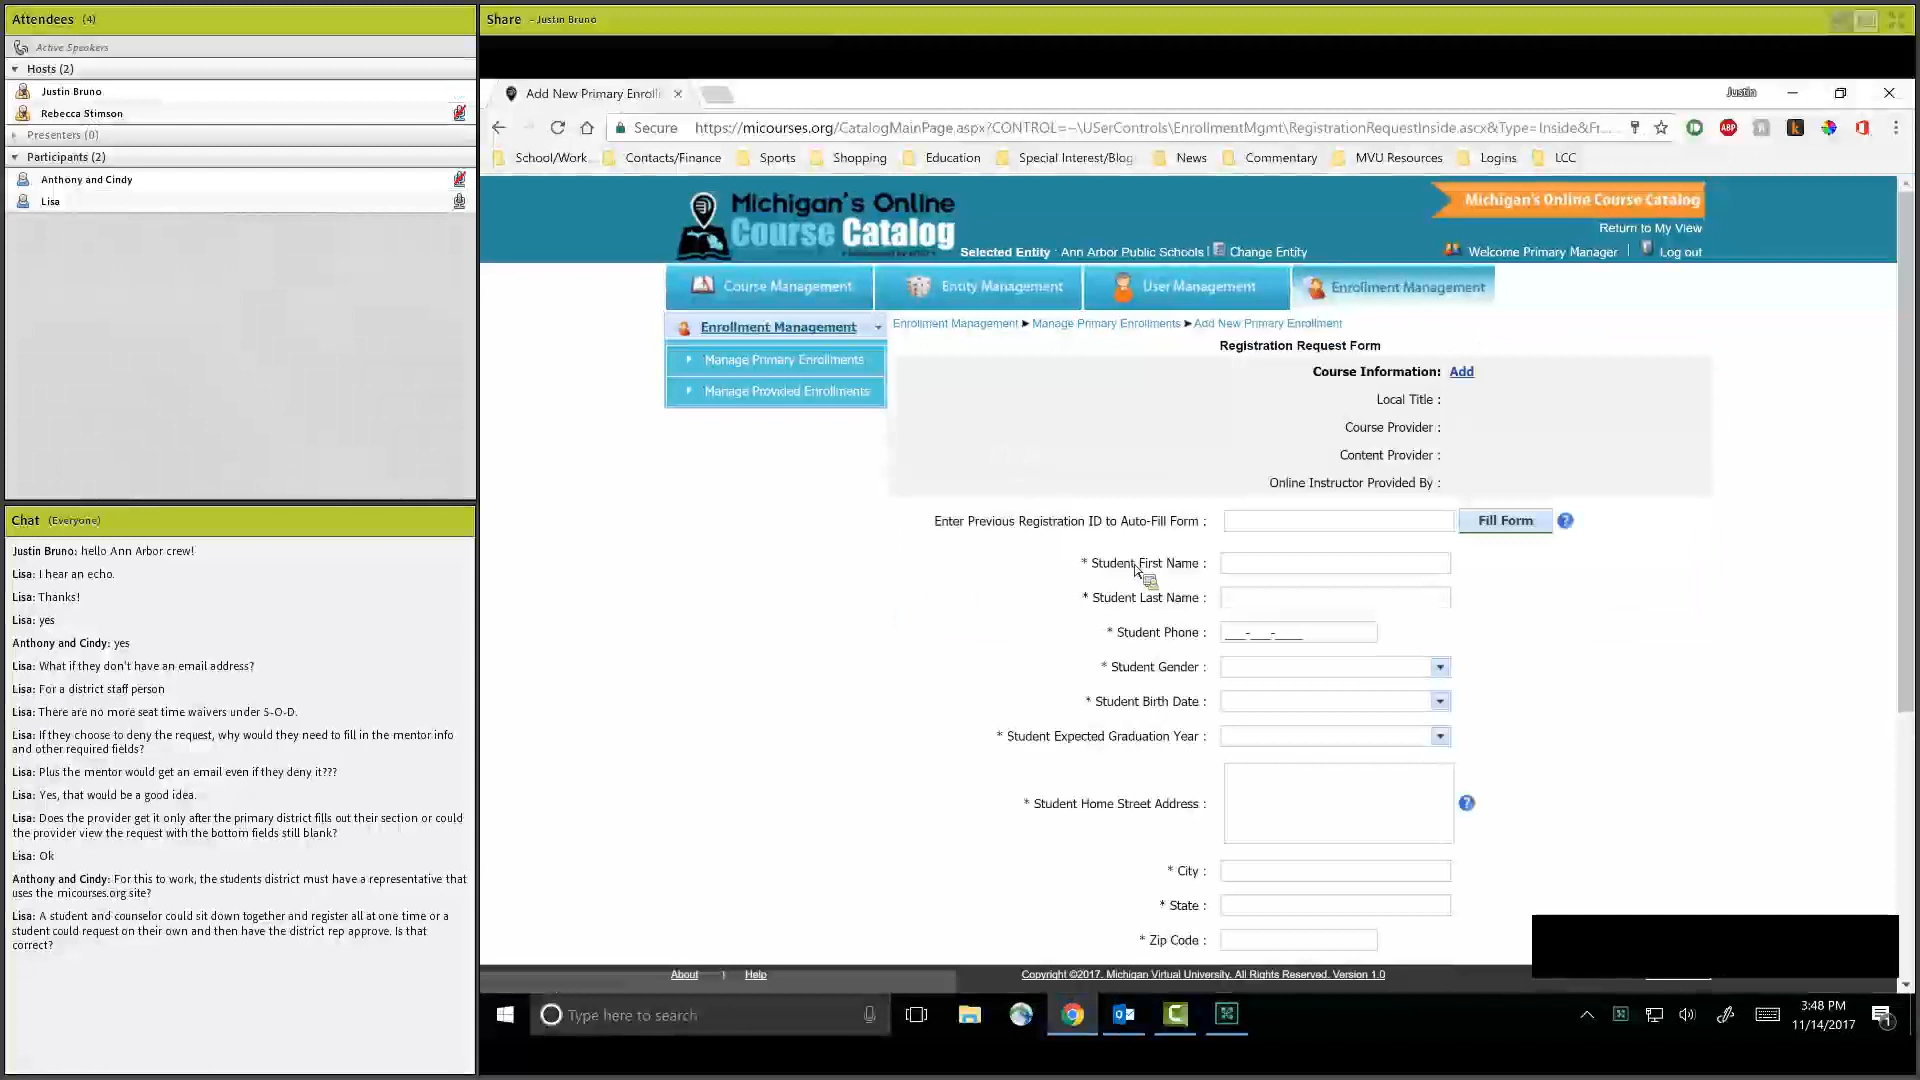 Attendees (4)
Active Speakers
Hosts (2)
Justin Bruno
Rebecca Stimson
Presenters (0)
Participants (2)
Anthony and Cindy
Lisa
Chat (Everyone)
Justin Bruno: hello Ann Arbor crew!
Lisa: I hear an echo.
Lisa: Thanks!
Lisa: yes
Anthony and Cindy: yes
Lisa: What if they don't have an email address?
Lisa: For a district staff person
Lisa: There are no more seat time waivers under 5-O-D.
Lisa: If they choose to deny the request, why would they need to fill in the mentor info
and other required fields?
Lisa: Plus the mentor would get an email even if they deny it???
Lisa: Yes, that would be a good idea.
Lisa: Does the provider get it only after the primary district fills out their section or could
the provider view the request with the bottom fields still blank?
Lisa: Ok
Anthony and Cindy: For this to work, the students district must have a representative that
uses the micourses.org site?
Lisa: A student and counselor could sit down together and register all at one time or a
student could request on their own and then have the district rep approve. Is that
correct?
Share - Justin Bruno
Add New Primary Enroll
Justin
Secure https://micourses.org/CatalogMainPage.aspx?CONTROL=~\USerControls\EnrollmentMgmt\RegistrationRequestInside.ascx&Type=Inside&Fr...
ABP
School/Work Contacts/Finance Sports Shopping Education Special Interest/Blog News Commentary MVU Resources Logins LCC
Michigan's Online
Course Catalog
Michigan's Online Course Catalog
Return to My View
Selected Entity : Ann Arbor Public Schools | Change Entity
Welcome Primary Manager | Log out
Course Management Entity Management User Management Enrollment Management
Enrollment Management
Manage Primary Enrollments
Manage Provided Enrollments
Enrollment Management ► Manage Primary Enrollments ► Add New Primary Enrollment
Registration Request Form
Course Information: Add
Local Title :
Course Provider :
Content Provider :
Online Instructor Provided By :
Enter Previous Registration ID to Auto-Fill Form : Fill Form
* Student First Name :
* Student Last Name :
* Student Phone : ___-___-____
* Student Gender :
* Student Birth Date :
* Student Expected Graduation Year :
* Student Home Street Address :
* City :
* State :
* Zip Code :
About | Help
Copyright ©2017. Michigan Virtual University. All Rights Reserved. Version 1.0
Type here to search
3:48 PM
11/14/2017